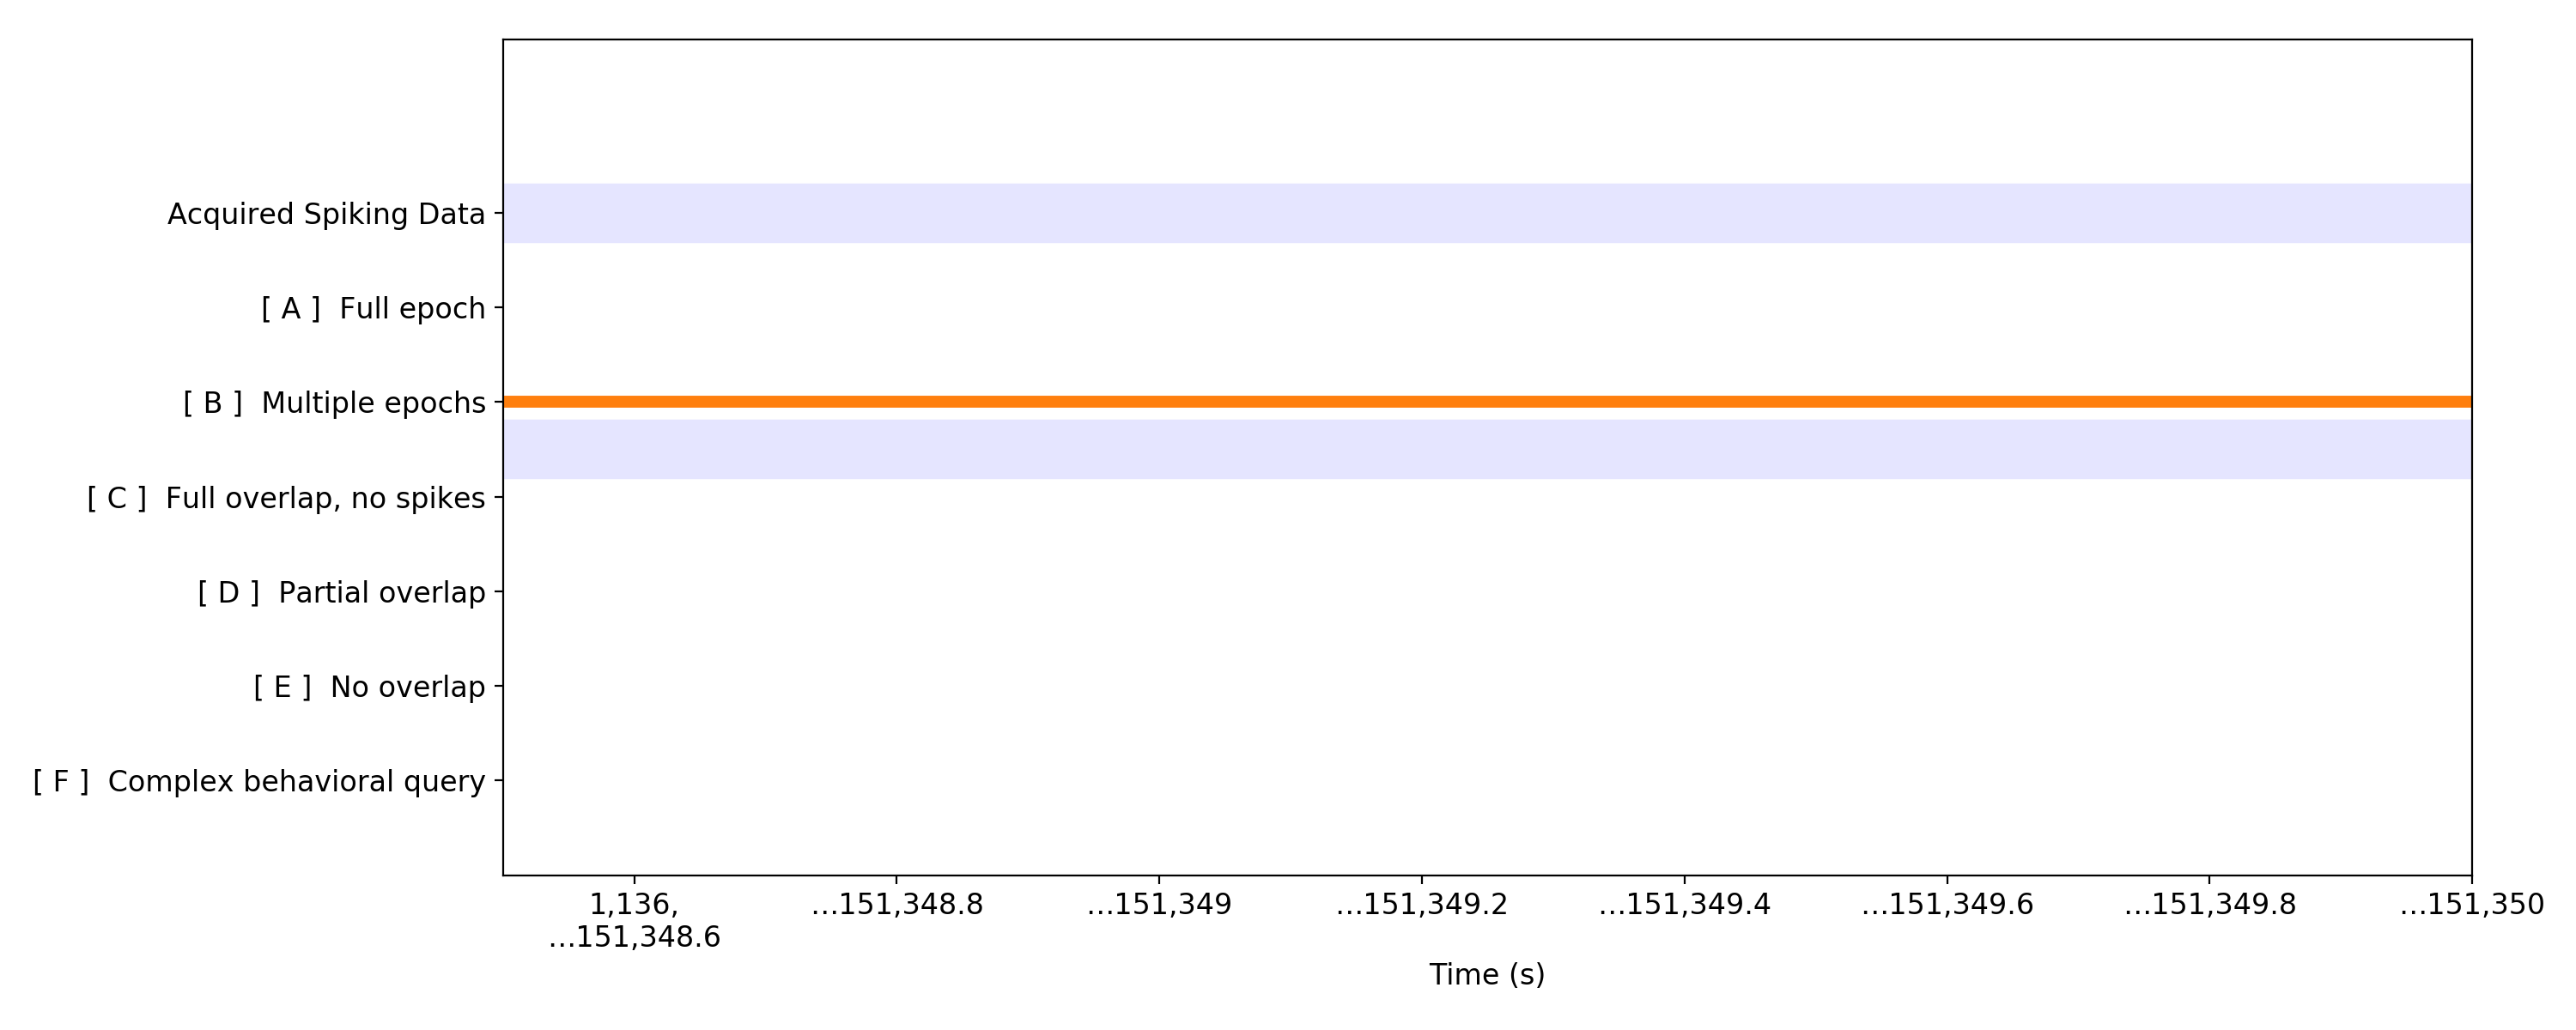 Acquired Spiking Data
[ A ]  Full epoch
[ B ]  Multiple epochs
[ C ]  Full overlap, no spikes
[ D ]  Partial overlap
[ E ]  No overlap
[ F ]  Complex behavioral query
1,136,
...151,348.6
...151,348.8
...151,349
...151,349.2
...151,349.4
...151,349.6
...151,349.8
...151,350
Time (s)